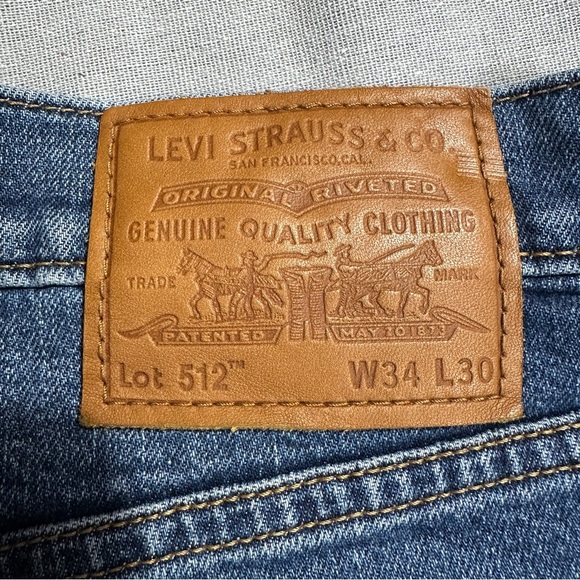 LEVI STRAUSS & CO.
SAN FRANCISCO, CAL.
ORIGINAL RIVETED
GENUINE QUALITY CLOTHING
TRADE MARK
PATENTED MAY 20 1873
Lot 512™ W34 L30